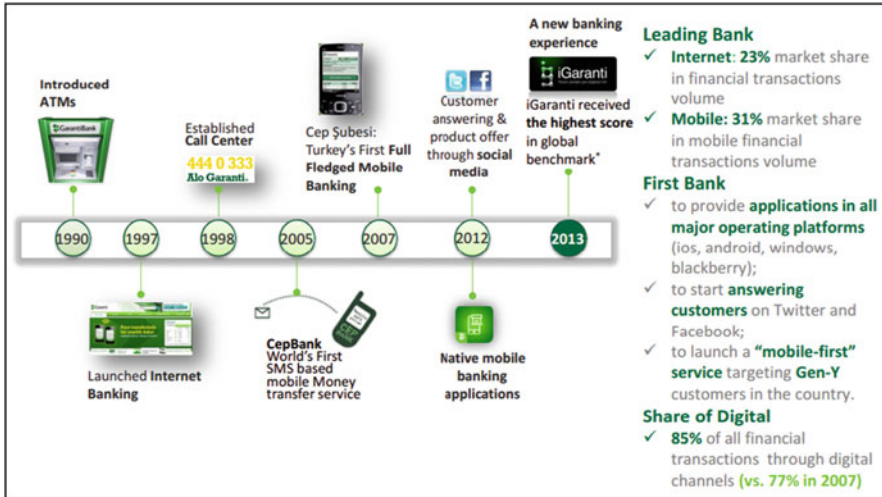 Introduced
ATMs
GarantiBank
Established
Call Center
444 0 333
Alo Garanti.
Cep Şubesi:
Turkey's First Full
Fledged Mobile
Banking
Customer
answering &
product offer
through social
media
A new banking
experience
iGaranti
iGaranti received
the highest score
in global
benchmark*
1990
1997
1998
2005
2007
2012
2013
Launched Internet
Banking
CEP
CepBank
World's First
SMS based
mobile Money
transfer service
Native mobile
banking
applications
Leading Bank
✓ Internet: 23% market share
in financial transactions
volume
✓ Mobile: 31% market share
in mobile financial
transactions volume
First Bank
✓ to provide applications in all
major operating platforms
(ios, android, windows,
blackberry);
✓ to start answering
customers on Twitter and
Facebook;
✓ to launch a “mobile-first”
service targeting Gen-Y
customers in the country.
Share of Digital
✓ 85% of all financial
transactions through digital
channels (vs. 77% in 2007)